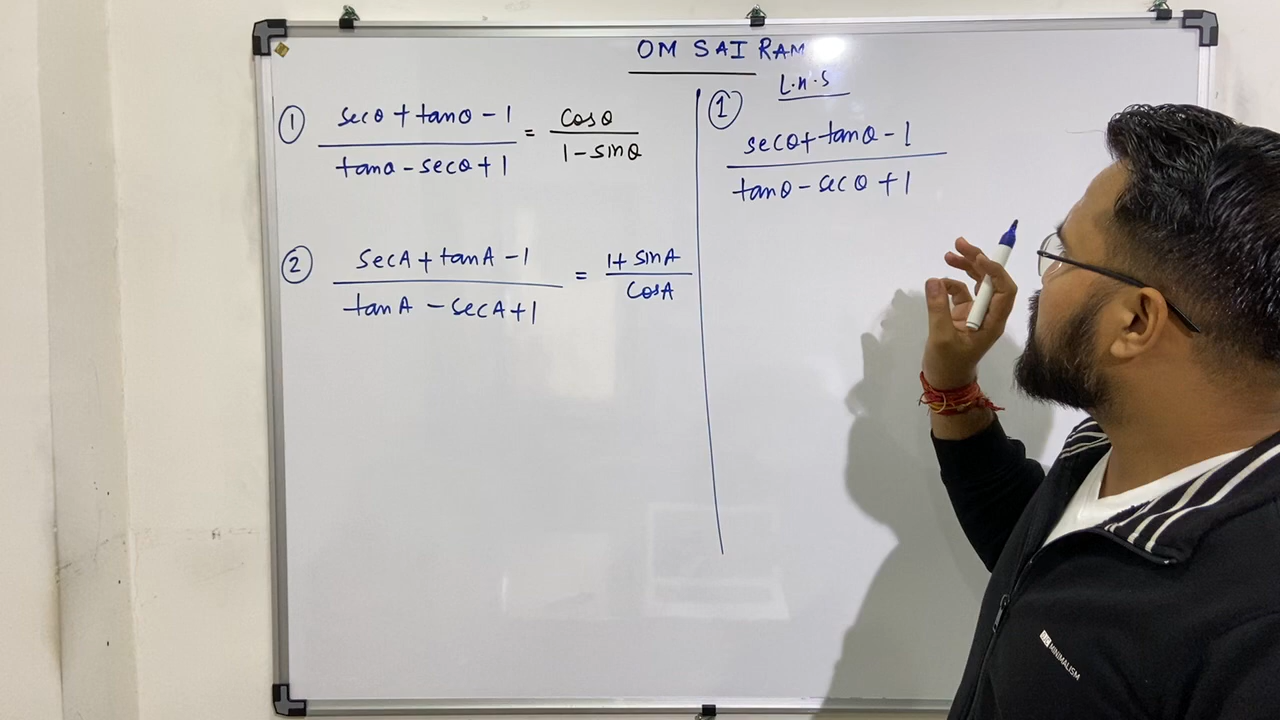 OM SAI RAM
① secθ + tanθ - 1 = cosθ
tanθ - secθ + 1 1 - sinθ
② secA + tanA - 1 = 1 + sinA
tanA - secA + 1 cosA
① L.H.S
secθ + tanθ - 1
tanθ - secθ + 1
MINIMALISM